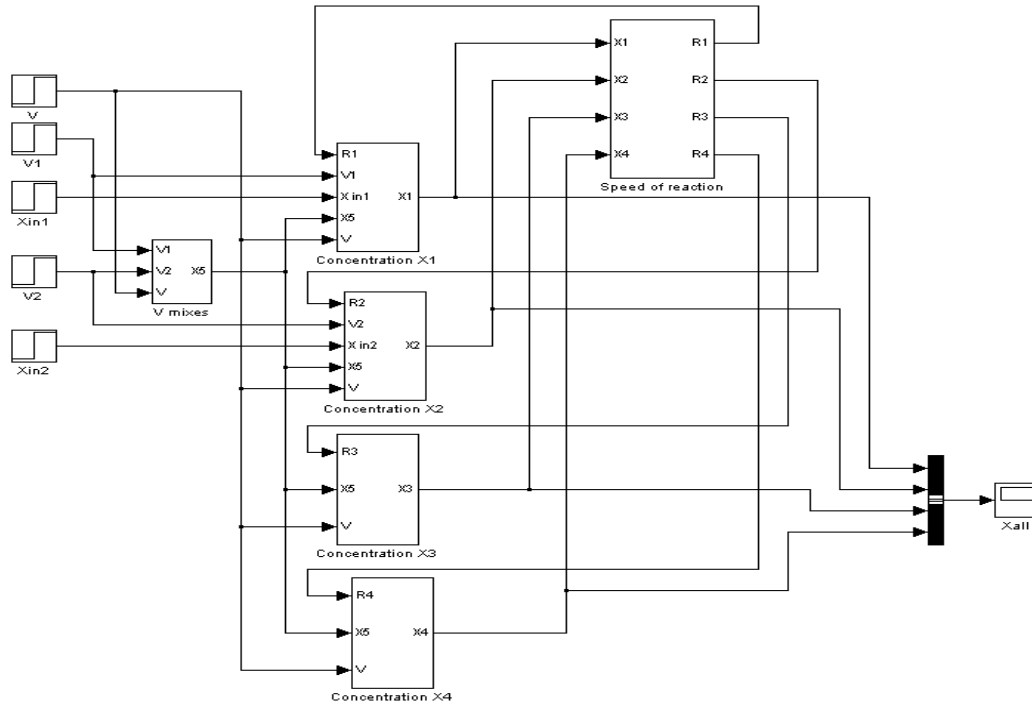 X1
R1
X2
R2
X3
R3
X4
R4
Speed of reaction
V
V1
Xin1
V2
Xin2
V1
V2
V
X5
V mixes
R1
V1
X in1
X5
V
X1
Concentration X1
R2
V2
X in2
X5
V
X2
Concentration X2
R3
X5
V
X3
Concentration X3
R4
X5
V
X4
Concentration X4
Xall